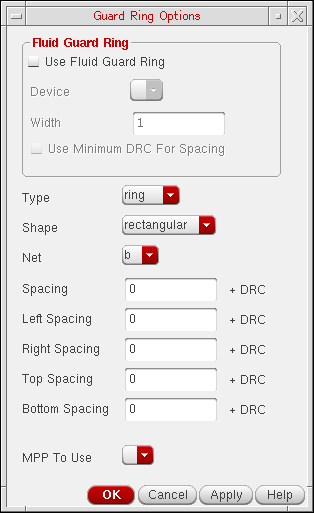 Guard Ring Options
Fluid Guard Ring
Use Fluid Guard Ring
Device
Width 1
Use Minimum DRC For Spacing
Type ring
Shape rectangular
Net b
Spacing 0 + DRC
Left Spacing 0 + DRC
Right Spacing 0 + DRC
Top Spacing 0 + DRC
Bottom Spacing 0 + DRC
MPP To Use
OK Cancel Apply Help